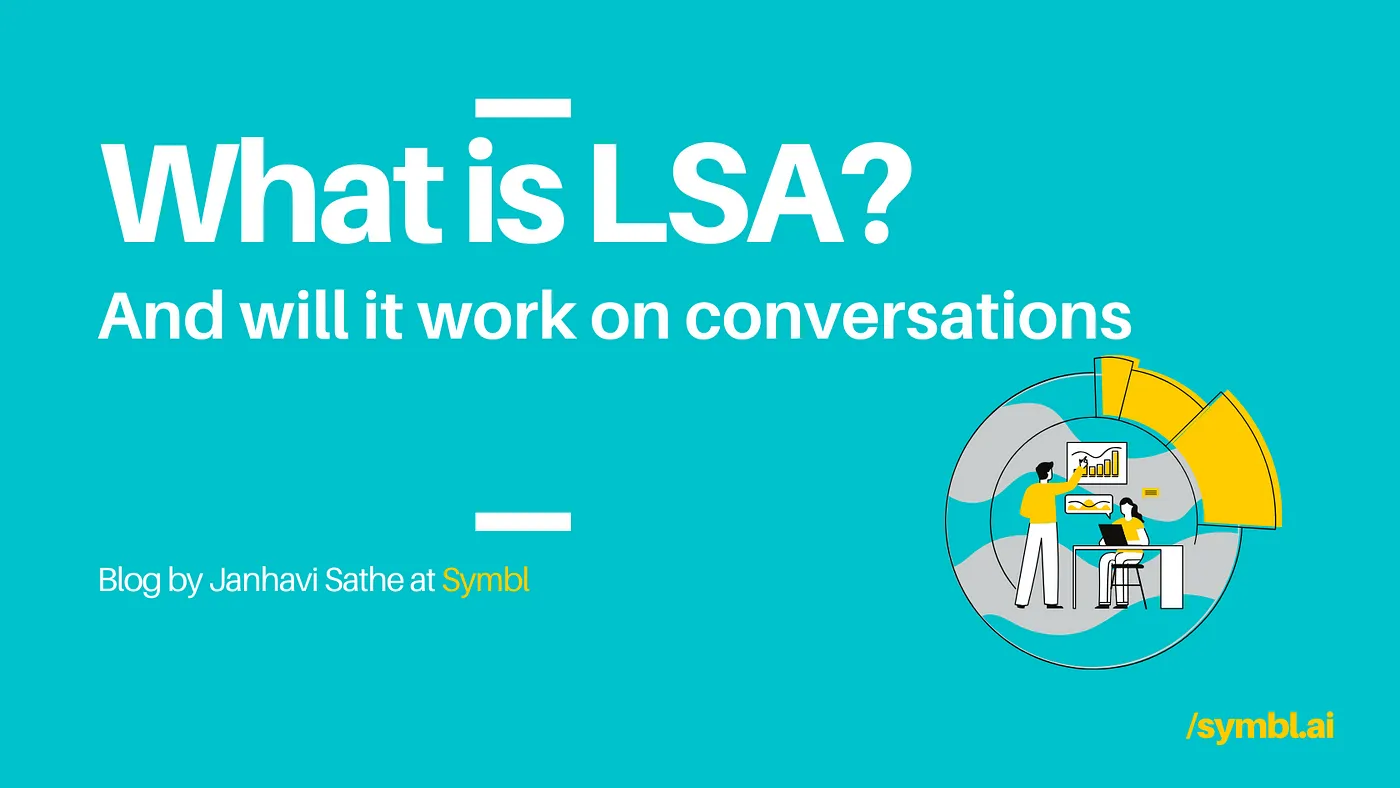 What is LSA?
And will it work on conversations
Blog by Janhavi Sathe at Symbl
/symbl.ai